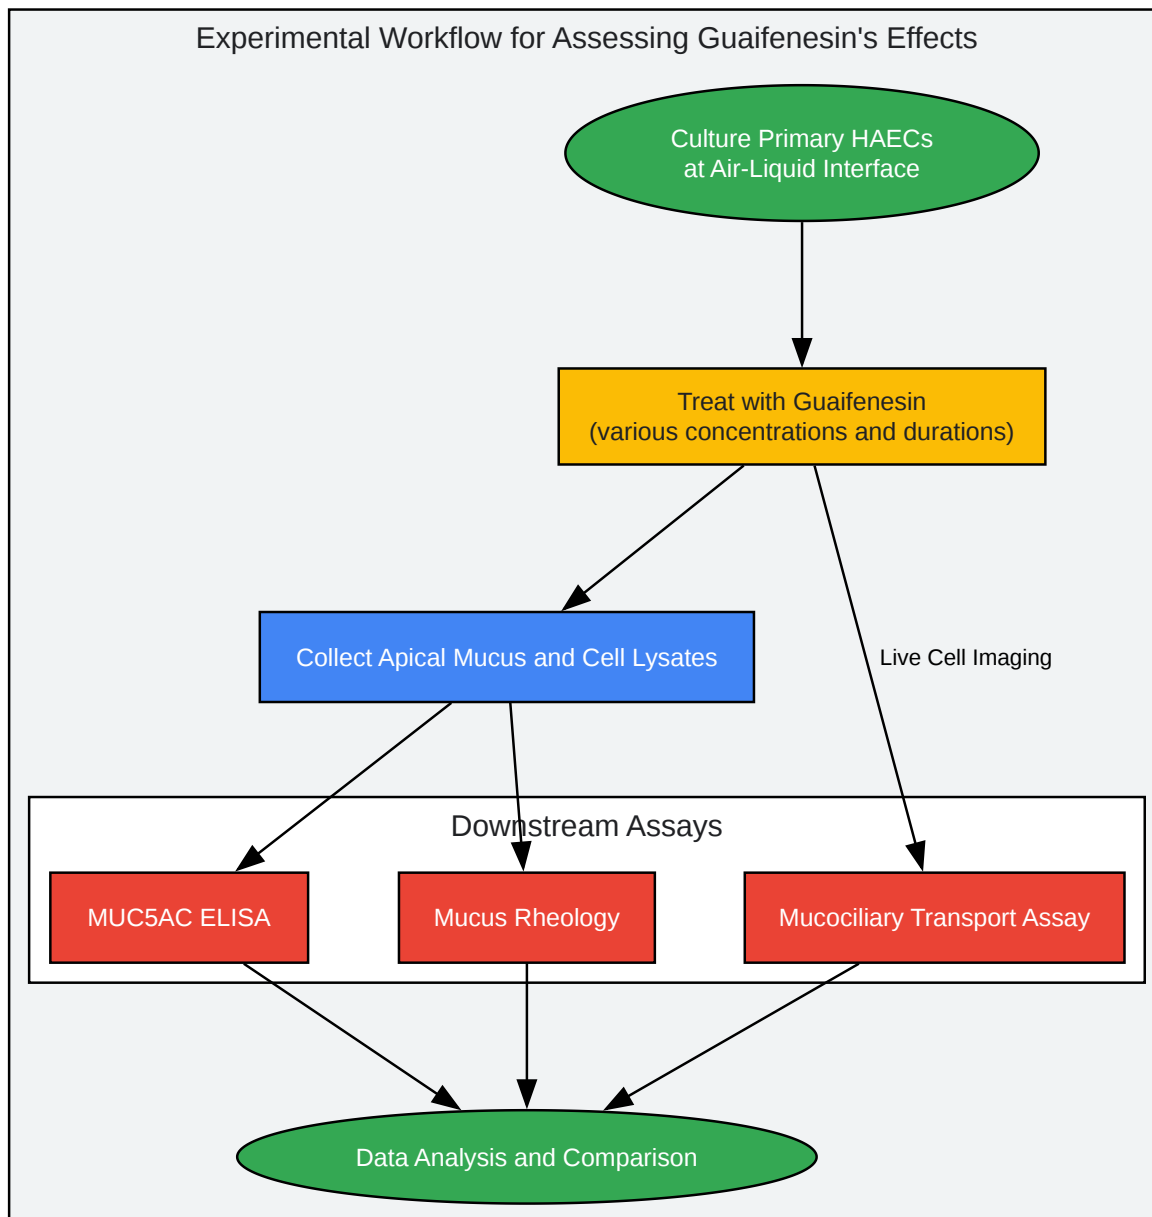 Experimental Workflow for Assessing Guaifenesin's Effects
Culture Primary HAECs
at Air-Liquid Interface
Treat with Guaifenesin
(various concentrations and durations)
Collect Apical Mucus and Cell Lysates
Live Cell Imaging
Downstream Assays
MUC5AC ELISA
Mucus Rheology
Mucociliary Transport Assay
Data Analysis and Comparison